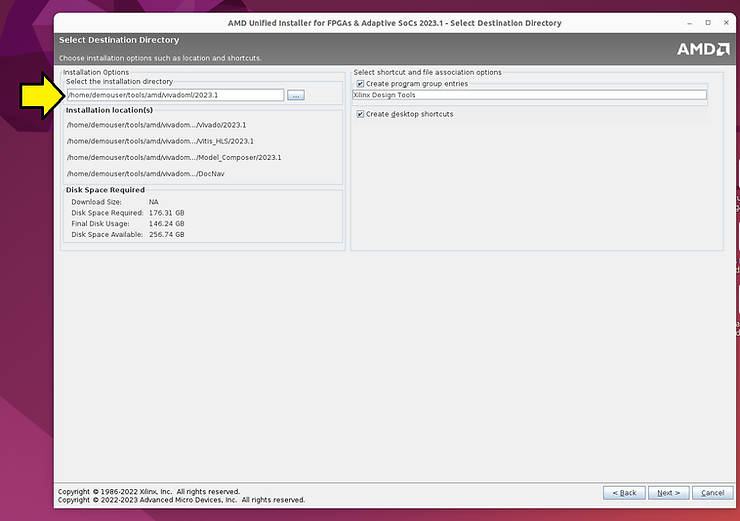 AMD Unified Installer for FPGAs & Adaptive SoCs 2023.1 - Select Destination Directory
Select Destination Directory
Choose installation options such as location and shortcuts.
AMD
Installation Options
Select the installation directory
/home/demouser/tools/amd/vivadoml/2023.1
...
Installation location(s)
/home/demouser/tools/amd/vivadom.../Vivado/2023.1
/home/demouser/tools/amd/vivadom.../Vitis_HLS/2023.1
/home/demouser/tools/amd/vivadom.../Model_Composer/2023.1
/home/demouser/tools/amd/vivadom.../DocNav
Disk Space Required
Download Size: NA
Disk Space Required: 176.31 GB
Final Disk Usage: 146.24 GB
Disk Space Available: 256.74 GB
Select shortcut and file association options
Create program group entries
Xilinx Design Tools
Create desktop shortcuts
Copyright © 1986-2022 Xilinx, Inc. All rights reserved.
Copyright © 2022-2023 Advanced Micro Devices, Inc. All rights reserved.
< Back
Next >
Cancel